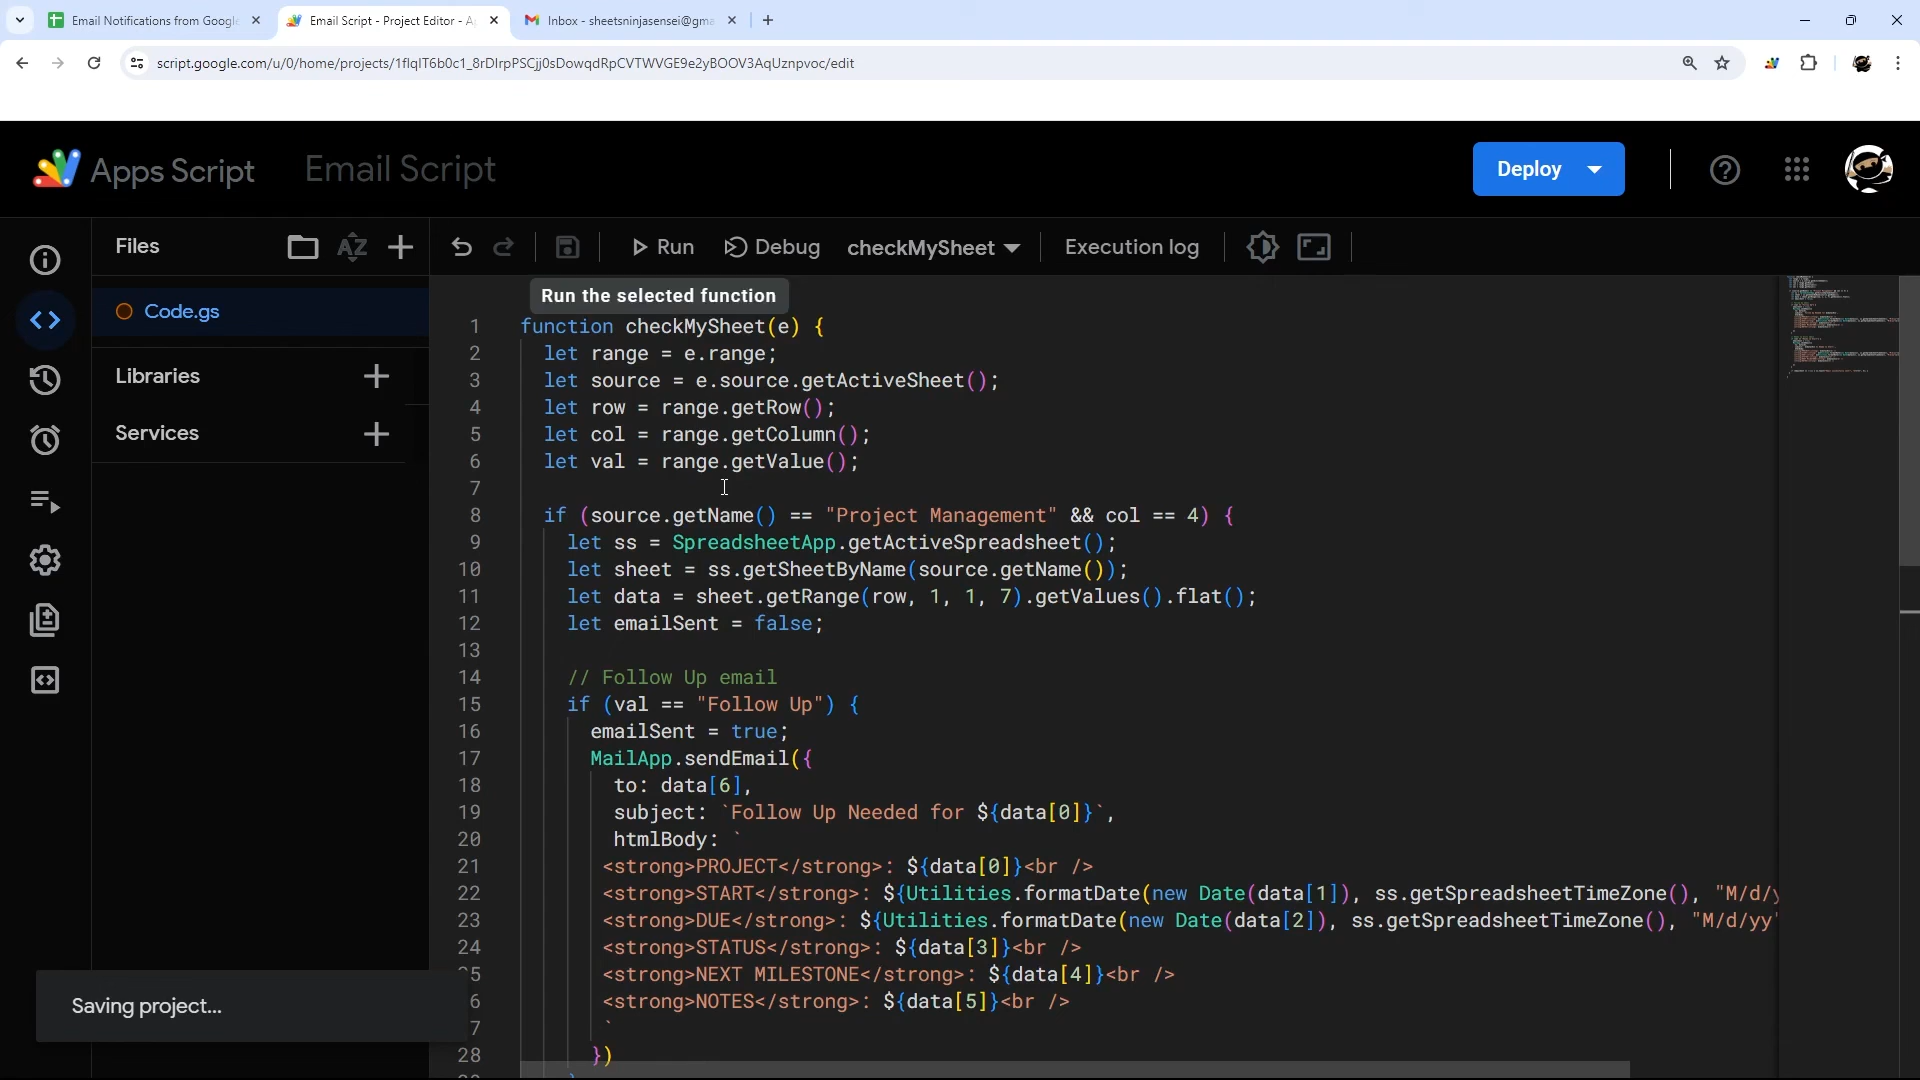 Email Notifications from Google
Email Script - Project Editor - A
Inbox - sheetsninjasensei@gma
script.google.com/u/0/home/projects/1flqIT6b0c1_8rDIrpPSCjj0sDowqdRpCVTWVGE9e2yBOOV3AqUznpvoc/edit
Apps Script
Email Script
Deploy
Files
AZ
Run
Debug
checkMySheet
Execution log
Code.gs
Libraries
Services
Run the selected function
1 function checkMySheet(e) {
2 let range = e.range;
3 let source = e.source.getActiveSheet();
4 let row = range.getRow();
5 let col = range.getColumn();
6 let val = range.getValue();
7
8 if (source.getName() == "Project Management" && col == 4) {
9 let ss = SpreadsheetApp.getActiveSpreadsheet();
10 let sheet = ss.getSheetByName(source.getName());
11 let data = sheet.getRange(row, 1, 1, 7).getValues().flat();
12 let emailSent = false;
13
14 // Follow Up email
15 if (val == "Follow Up") {
16 emailSent = true;
17 MailApp.sendEmail({
18 to: data[6],
19 subject: `Follow Up Needed for ${data[0]}`,
20 htmlBody: `
21 <strong>PROJECT</strong>: ${data[0]}<br />
22 <strong>START</strong>: ${Utilities.formatDate(new Date(data[1]), ss.getSpreadsheetTimeZone(), "M/d/y
23 <strong>DUE</strong>: ${Utilities.formatDate(new Date(data[2]), ss.getSpreadsheetTimeZone(), "M/d/yy"
24 <strong>STATUS</strong>: ${data[3]}<br />
5 <strong>NEXT MILESTONE</strong>: ${data[4]}<br />
6 <strong>NOTES</strong>: ${data[5]}<br />
7 `
28 })
Saving project...